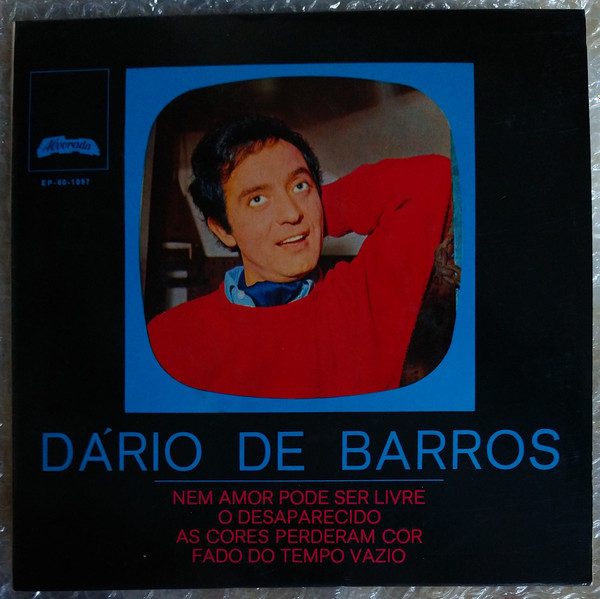 Alvorada
EP-60-1097
DÁRIO DE BARROS
NEM AMOR PODE SER LIVRE
O DESAPARECIDO
AS CORES PERDERAM COR
FADO DO TEMPO VAZIO